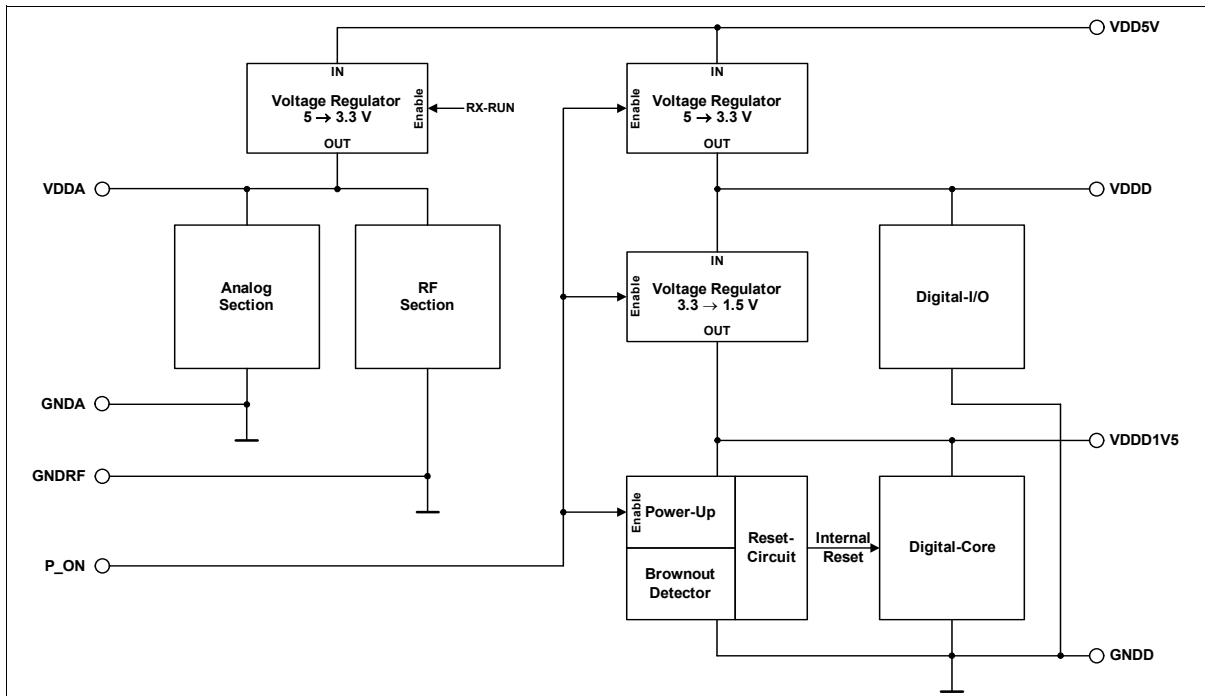 VDD5V
IN
Voltage Regulator
5 → 3.3 V
Enable
OUT
RX-RUN
IN
Enable
Voltage Regulator
5 → 3.3 V
OUT
VDDA
VDDD
Analog
Section
RF
Section
IN
Enable
Voltage Regulator
3.3 → 1.5 V
OUT
Digital-I/O
GNDA
VDDD1V5
GNDRF
Enable
Power-Up
Reset-
Circuit
Internal
Reset
Digital-Core
P_ON
Brownout
Detector
GNDD